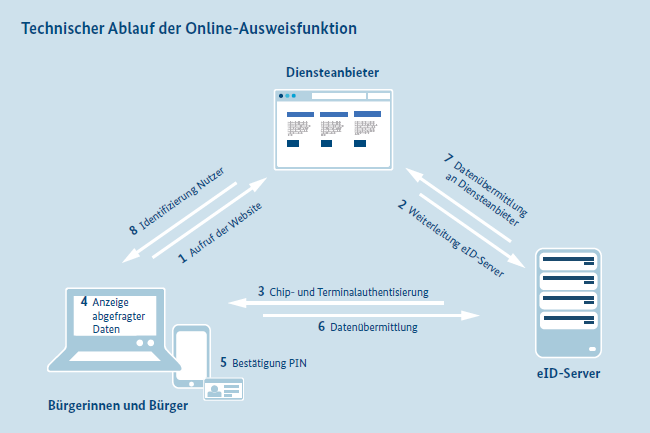 Technischer Ablauf der Online-Ausweisfunktion
Diensteanbieter
7 Datenübermittlung
an Diensteanbieter
8 Identifizierung Nutzer
1 Aufruf der Website
2 Weiterleitung eID-Server
3 Chip- und Terminalauthentisierung
4 Anzeige
abgefragter
Daten
6 Datenübermittlung
5 Bestätigung PIN
eID-Server
Bürgerinnen und Bürger